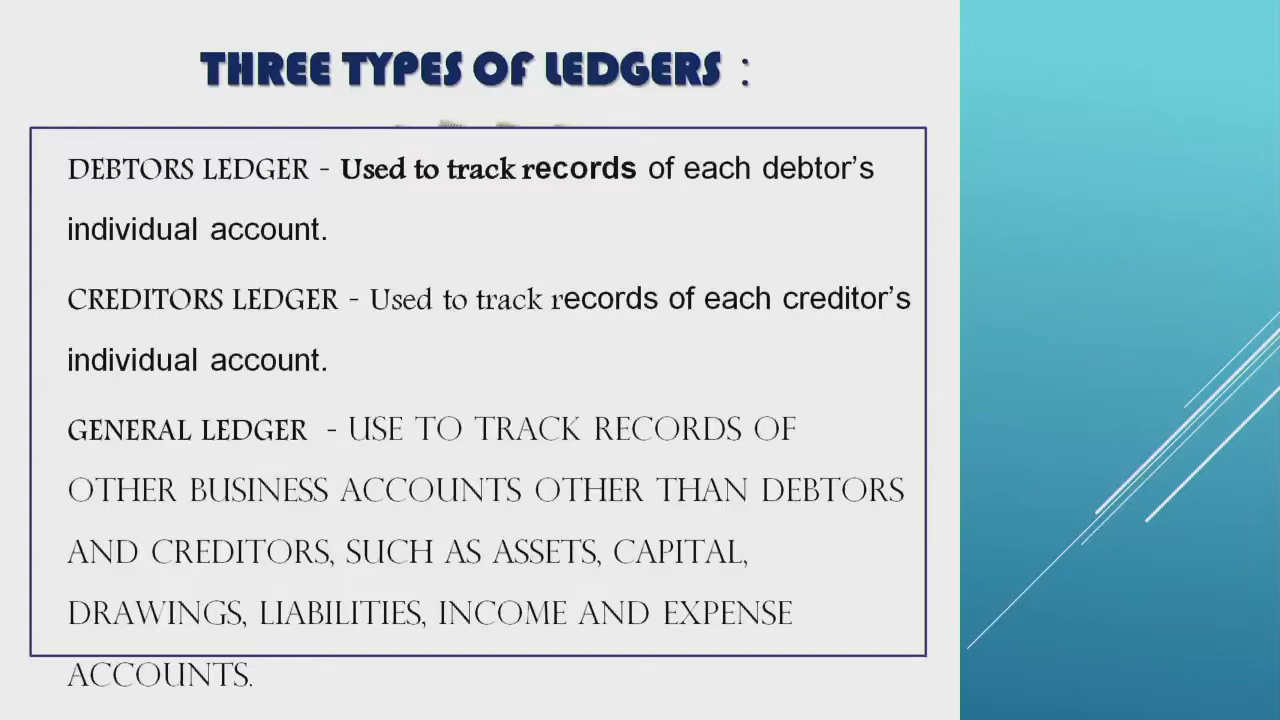 THREE TYPES OF LEDGERS :
DEBTORS LEDGER - Used to track records of each debtor's
individual account.
CREDITORS LEDGER - Used to track records of each creditor's
individual account.
GENERAL LEDGER - USE TO TRACK RECORDS OF
OTHER BUSINESS ACCOUNTS OTHER THAN DEBTORS
AND CREDITORS, SUCH AS ASSETS, CAPITAL,
DRAWINGS, LIABILITIES, INCOME AND EXPENSE
ACCOUNTS.